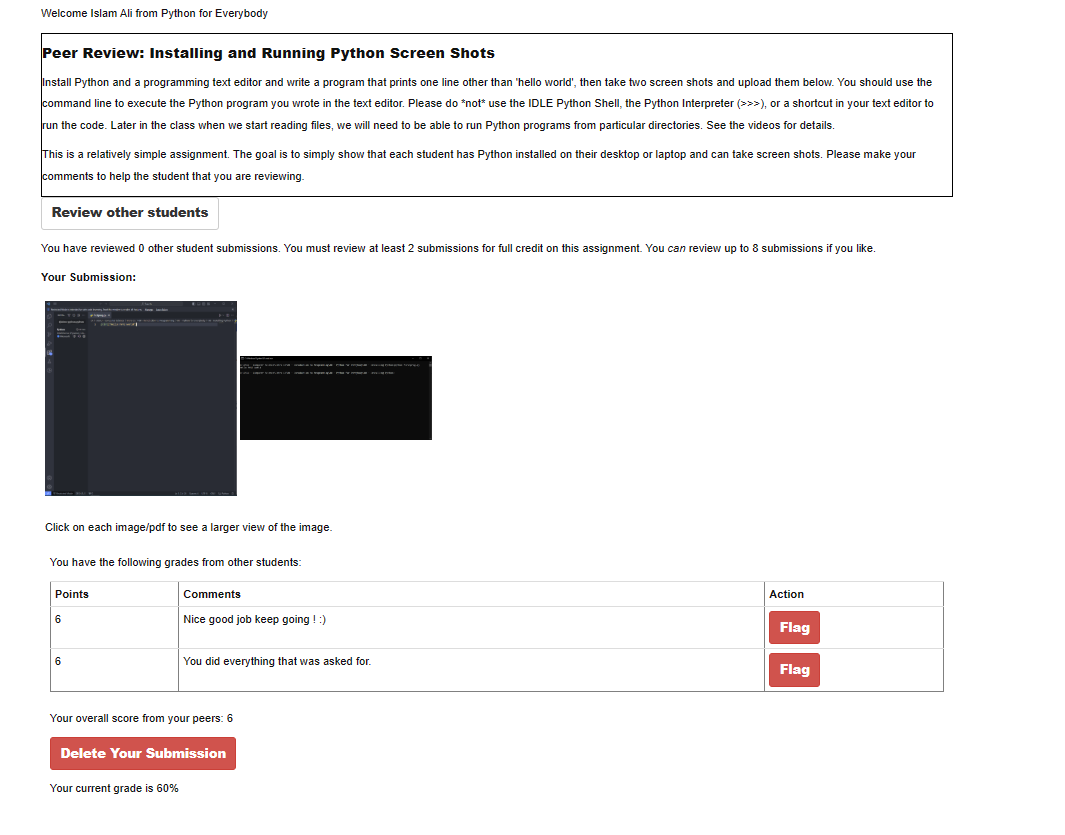 Welcome Islam Ali from Python for Everybody
Peer Review: Installing and Running Python Screen Shots
Install Python and a programming text editor and write a program that prints one line other than 'hello world', then take two screen shots and upload them below. You should use the
command line to execute the Python program you wrote in the text editor. Please do *not* use the IDLE Python Shell, the Python Interpreter (>>>), or a shortcut in your text editor to
run the code. Later in the class when we start reading files, we will need to be able to run Python programs from particular directories. See the videos for details.
This is a relatively simple assignment. The goal is to simply show that each student has Python installed on their desktop or laptop and can take screen shots. Please make your
comments to help the student that you are reviewing.
Review other students
You have reviewed 0 other student submissions. You must review at least 2 submissions for full credit on this assignment. You can review up to 8 submissions if you like.
Your Submission:
Click on each image/pdf to see a larger view of the image.
You have the following grades from other students:
Points Comments Action
6 Nice good job keep going ! :) Flag
6 You did everything that was asked for. Flag
Your overall score from your peers: 6
Delete Your Submission
Your current grade is 60%